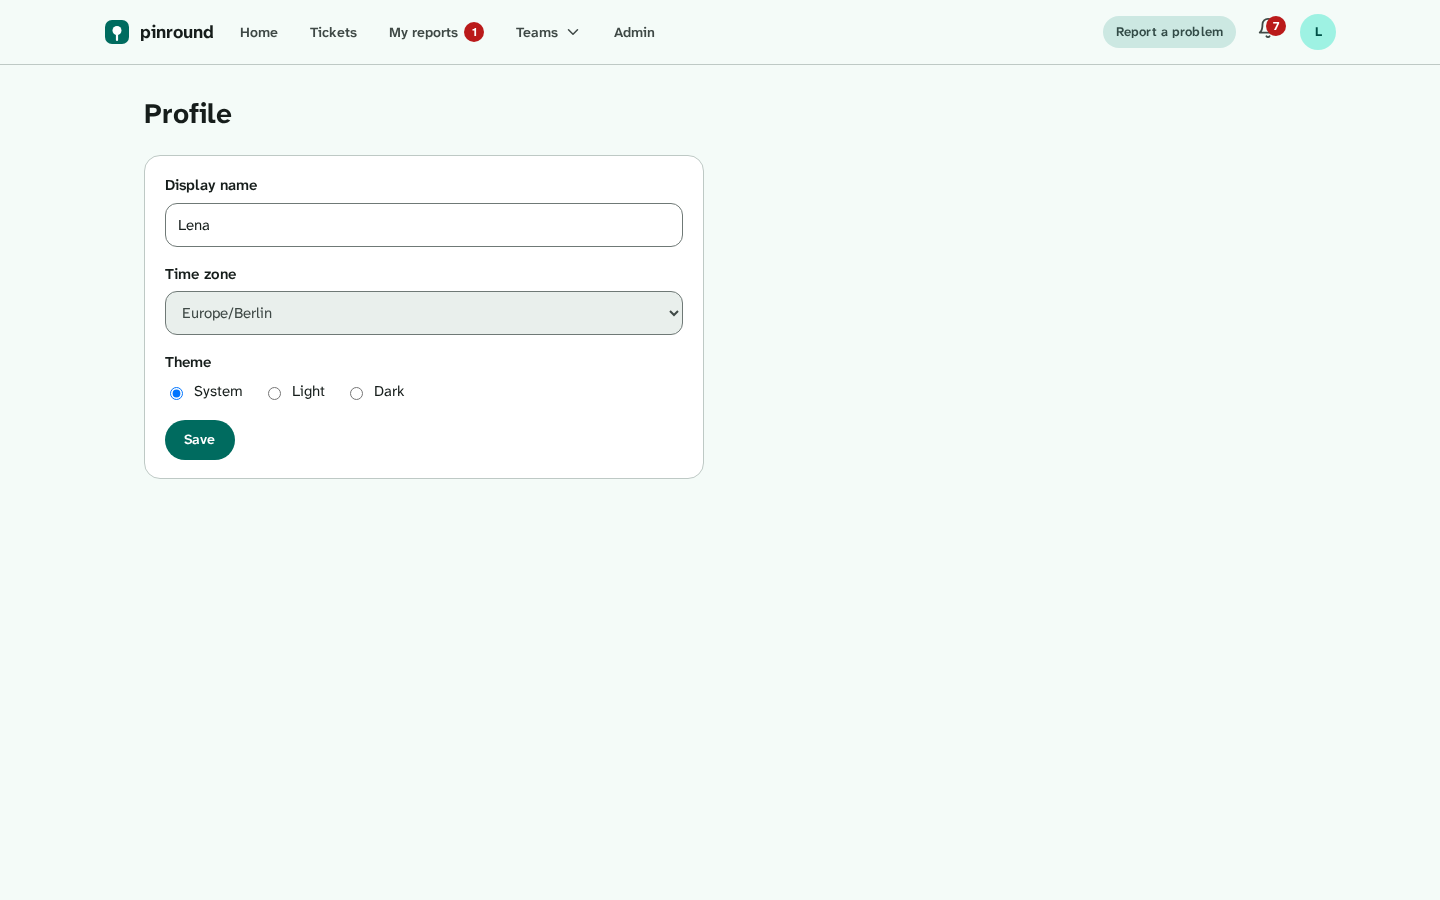 pinround Home Tickets My reports 1 Teams Admin Report a problem 7 L
Profile
Display name
Lena
Time zone
Europe/Berlin
Theme
System Light Dark
Save